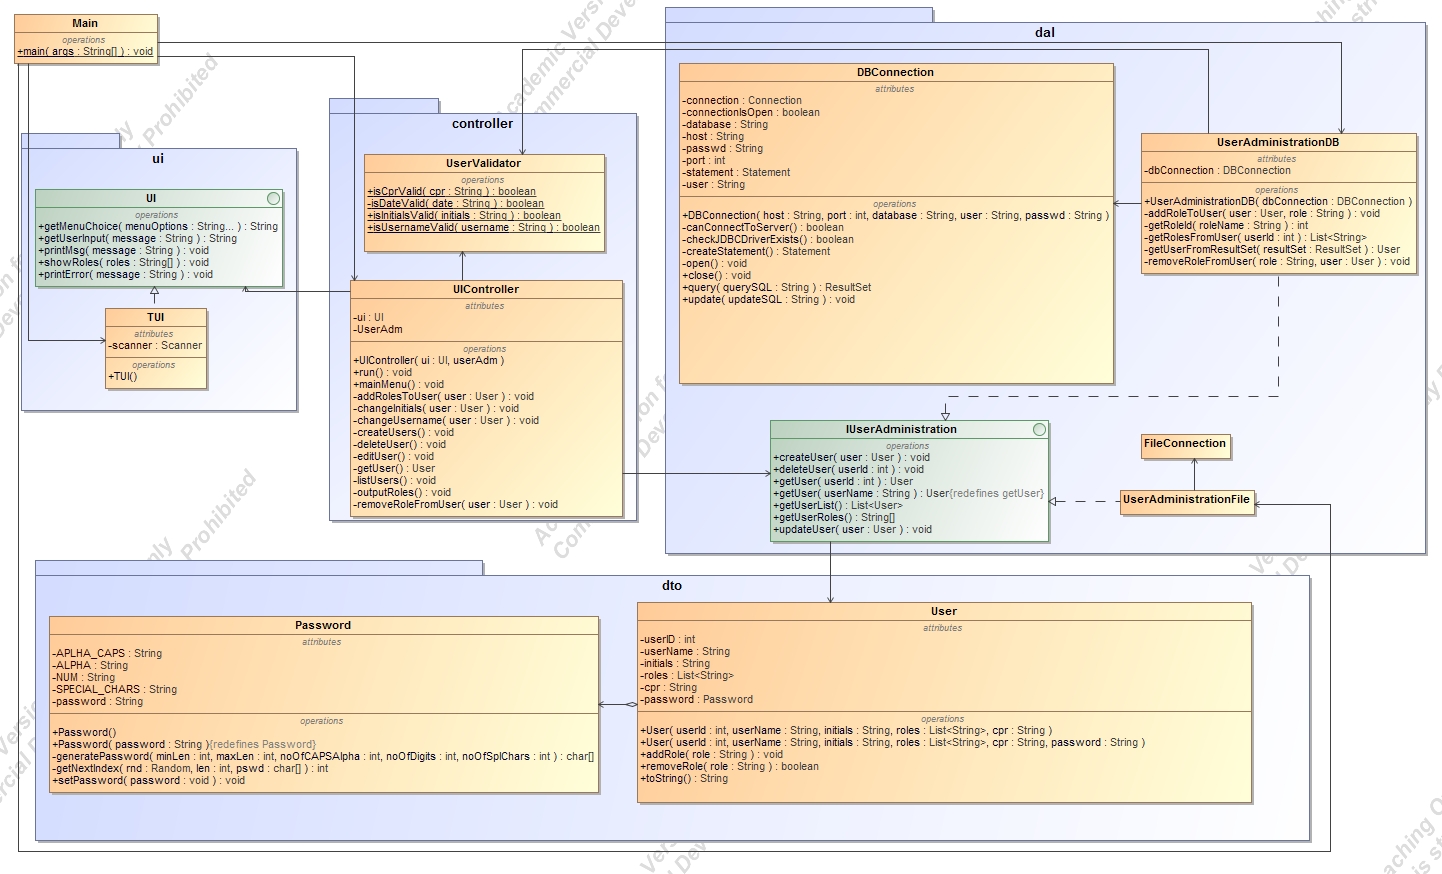 Main
operations
+main( args : String[] ) : void
ui
UI
operations
+getMenuChoice( menuOptions : String... ) : String
+getUserInput( message : String ) : String
+printMsg( message : String ) : void
+showRoles( roles : String[] ) : void
+printError( message : String ) : void
TUI
attributes
-scanner : Scanner
operations
+TUI()
controller
UserValidator
operations
+isCprValid( cpr : String ) : boolean
-isDateValid( date : String ) : boolean
+isInitialsValid( initials : String ) : boolean
+isUsernameValid( username : String ) : boolean
UIController
attributes
-ui : UI
-UserAdm
operations
+UIController( ui : UI, userAdm )
+run() : void
+mainMenu() : void
-addRolesToUser( user : User ) : void
-changeInitials( user : User ) : void
-changeUsername( user : User ) : void
-createUsers() : void
-deleteUser() : void
-editUser() : void
-getUser() : User
-listUsers() : void
-outputRoles() : void
-removeRoleFromUser( user : User ) : void
dal
DBConnection
attributes
-connection : Connection
-connectionIsOpen : boolean
-database : String
-host : String
-passwd : String
-port : int
-statement : Statement
-user : String
operations
+DBConnection( host : String, port : int, database : String, user : String, passwd : String )
-canConnectToServer() : boolean
-checkJDBCDriverExists() : boolean
-createStatement() : Statement
-open() : void
+close() : void
+query( querySQL : String ) : ResultSet
+update( updateSQL : String ) : void
UserAdministrationDB
attributes
-dbConnection : DBConnection
operations
+UserAdministrationDB( dbConnection : DBConnection )
-addRoleToUser( user : User, role : String ) : void
-getRoleId( roleName : String ) : int
-getRolesFromUser( userId : int ) : List<String>
-getUserFromResultSet( resultSet : ResultSet ) : User
-removeRoleFromUser( role : String, user : User ) : void
IUserAdministration
operations
+createUser( user : User ) : void
+deleteUser( userId : int ) : void
+getUser( userId : int ) : User
+getUser( userName : String ) : User{redefines getUser}
+getUserList() : List<User>
+getUserRoles() : String[]
+updateUser( user : User ) : void
FileConnection
UserAdministrationFile
dto
Password
attributes
-APLHA_CAPS : String
-ALPHA : String
-NUM : String
-SPECIAL_CHARS : String
-password : String
operations
+Password()
+Password( password : String ){redefines Password}
-generatePassword( minLen : int, maxLen : int, noOfCAPSAlpha : int, noOfDigits : int, noOfSplChars : int ) : char[]
-getNextIndex( rnd : Random, len : int, pswd : char[] ) : int
+setPassword( password : void ) : void
User
attributes
-userID : int
-userName : String
-initials : String
-roles : List<String>
-cpr : String
-password : Password
operations
+User( userId : int, userName : String, initials : String, roles : List<String>, cpr : String )
+User( userId : int, userName : String, initials : String, roles : List<String>, cpr : String, password : String )
+addRole( role : String ) : void
+removeRole( role : String ) : boolean
+toString() : String